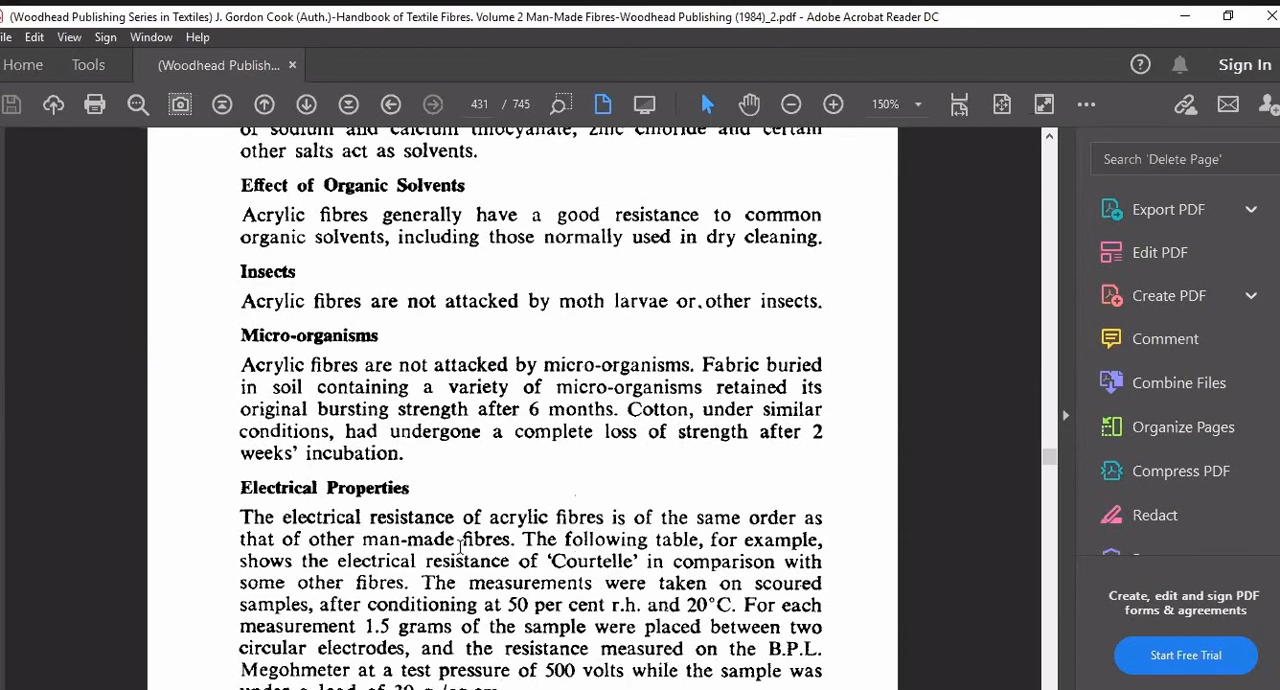 (Woodhead Publishing Series in Textiles) J. Gordon Cook (Auth.)-Handbook of Textile Fibres. Volume 2 Man-Made Fibres-Woodhead Publishing (1984)_2.pdf - Adobe Acrobat Reader DC
ile Edit View Sign Window Help
Home Tools (Woodhead Publish... × Sign In
431 / 745 150%
of sodium and calcium thiocyanate, zinc chloride and certain
other salts act as solvents.
Effect of Organic Solvents
Acrylic fibres generally have a good resistance to common
organic solvents, including those normally used in dry cleaning.
Insects
Acrylic fibres are not attacked by moth larvae or other insects.
Micro-organisms
Acrylic fibres are not attacked by micro-organisms. Fabric buried
in soil containing a variety of micro-organisms retained its
original bursting strength after 6 months. Cotton, under similar
conditions, had undergone a complete loss of strength after 2
weeks' incubation.
Electrical Properties
The electrical resistance of acrylic fibres is of the same order as
that of other man-made fibres. The following table, for example,
shows the electrical resistance of 'Courtelle' in comparison with
some other fibres. The measurements were taken on scoured
samples, after conditioning at 50 per cent r.h. and 20°C. For each
measurement 1.5 grams of the sample were placed between two
circular electrodes, and the resistance measured on the B.P.L.
Megohmeter at a test pressure of 500 volts while the sample was
Search 'Delete Page'
Export PDF
Edit PDF
Create PDF
Comment
Combine Files
Organize Pages
Compress PDF
Redact
Create, edit and sign PDF
forms & agreements
Start Free Trial